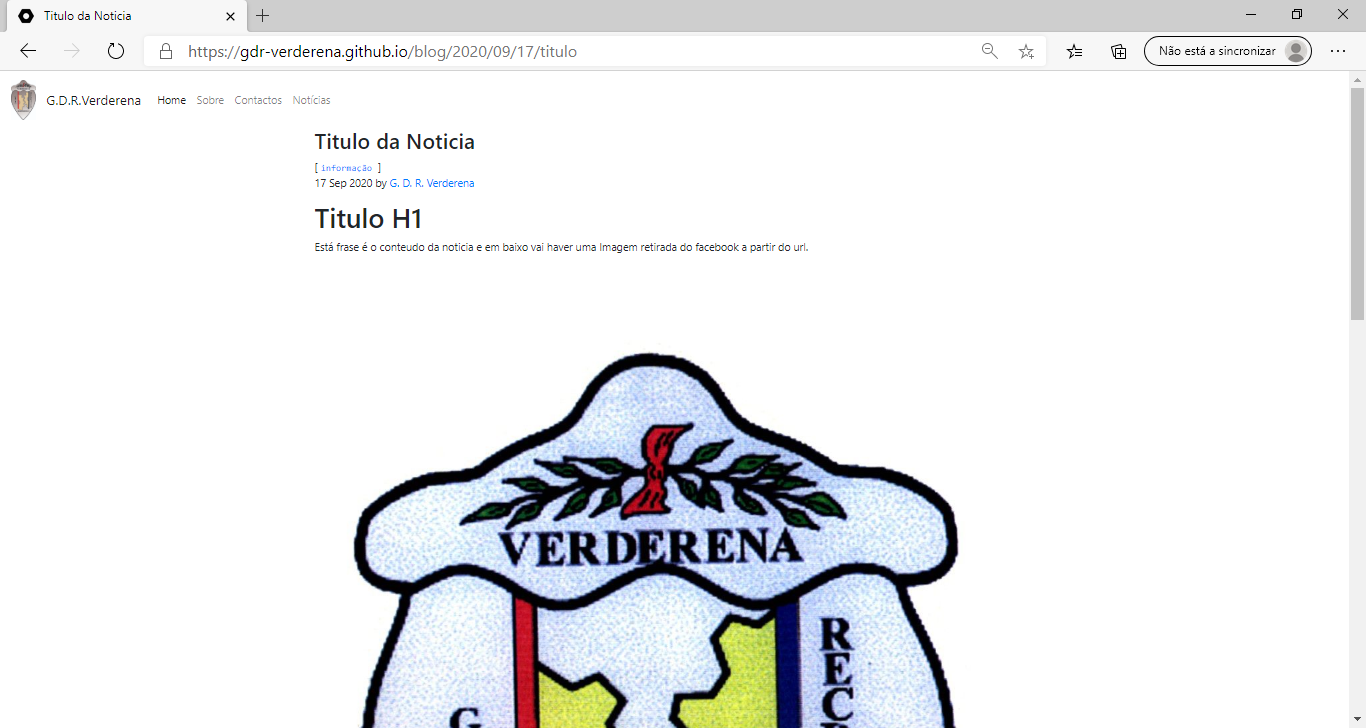 Titulo da Noticia
https://gdr-verderena.github.io/blog/2020/09/17/titulo
Não está a sincronizar
G.D.R.Verderena Home Sobre Contactos Notícias
Titulo da Noticia
[ informação ]
17 Sep 2020 by G. D. R. Verderena
Titulo H1
Está frase é o conteudo da noticia e em baixo vai haver uma Imagem retirada do facebook a partir do url.
VERDERENA
G
REC